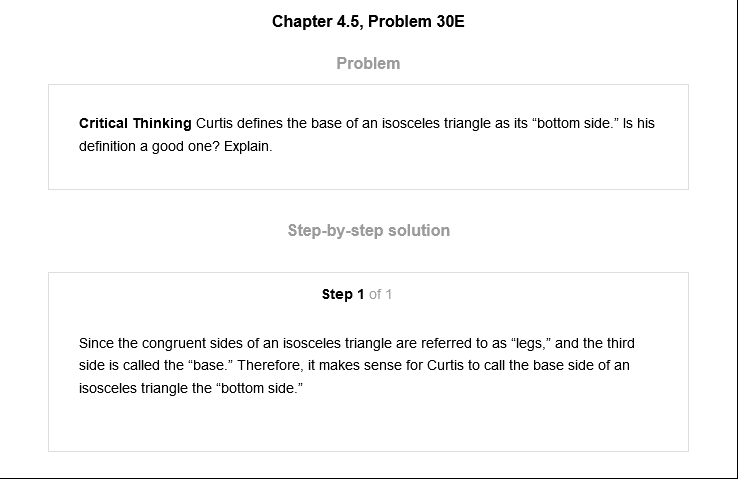 Chapter 4.5, Problem 30E
Problem
Critical Thinking Curtis defines the base of an isosceles triangle as its “bottom side.” Is his
definition a good one? Explain.
Step-by-step solution
Step 1 of 1
Since the congruent sides of an isosceles triangle are referred to as “legs,” and the third
side is called the “base.” Therefore, it makes sense for Curtis to call the base side of an
isosceles triangle the “bottom side.”